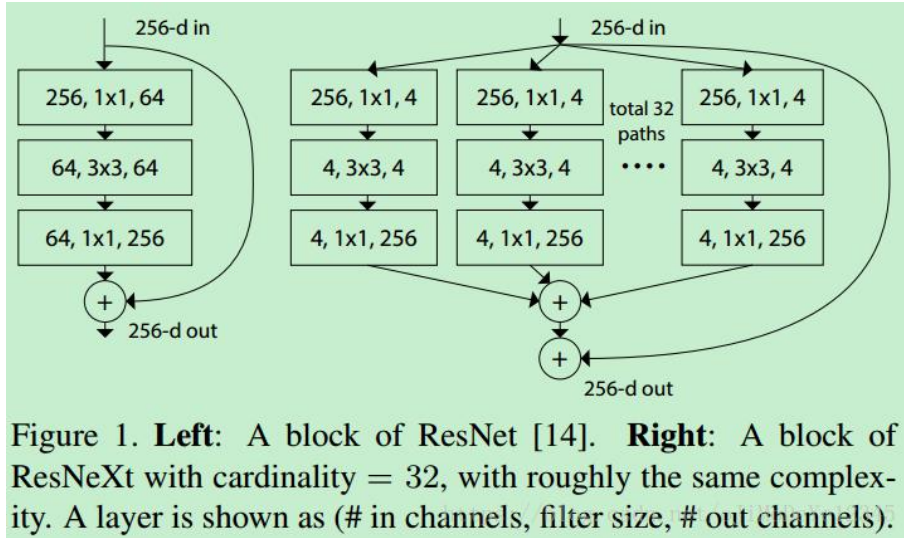 256-d in
256, 1x1, 64
64, 3x3, 64
64, 1x1, 256
+
256-d out
256-d in
256, 1x1, 4
256, 1x1, 4
total 32
paths
....
256, 1x1, 4
4, 3x3, 4
4, 3x3, 4
4, 3x3, 4
4, 1x1, 256
4, 1x1, 256
4, 1x1, 256
+
+
256-d out
Figure 1. Left: A block of ResNet [14]. Right: A block of
ResNeXt with cardinality = 32, with roughly the same complex-
ity. A layer is shown as (# in channels, filter size, # out channels).